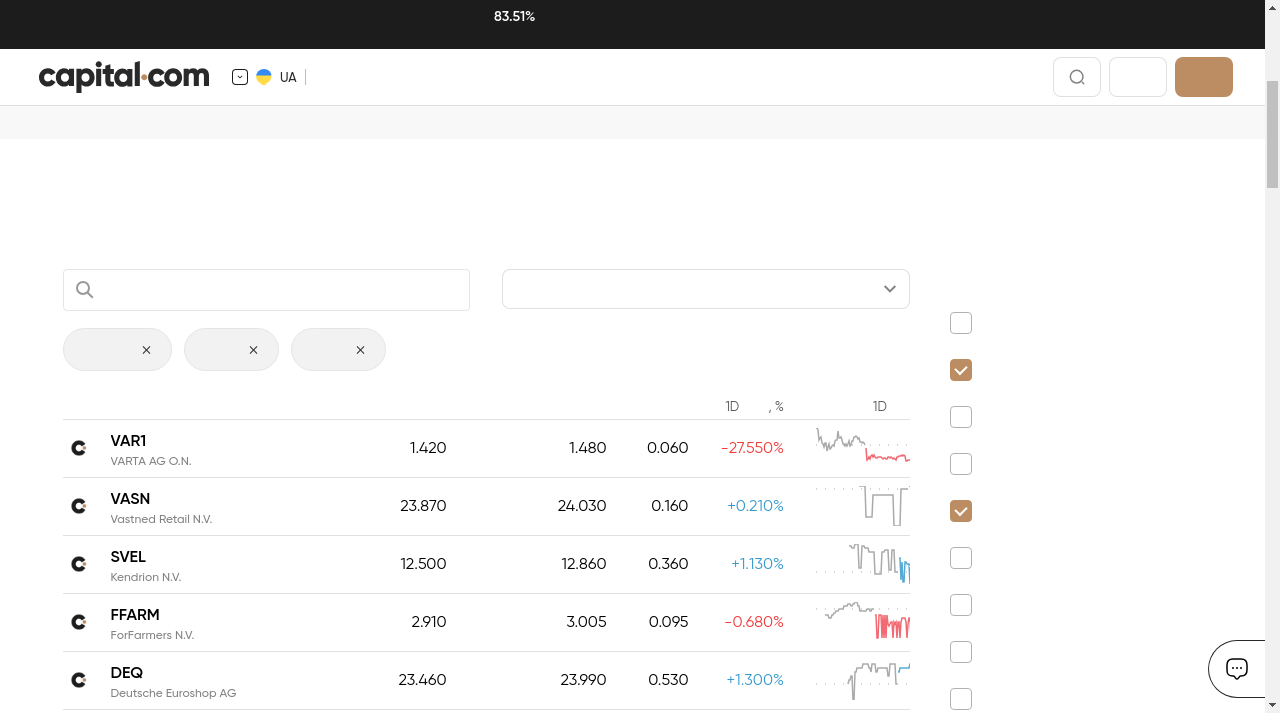 83.51%
capital.com
UA
1D , % 1D
VAR1 1.420 1.480 0.060 -27.550%
VARTA AG O.N.
VASN 23.870 24.030 0.160 +0.210%
Vastned Retail N.V.
SVEL 12.500 12.860 0.360 +1.130%
Kendrion N.V.
FFARM 2.910 3.005 0.095 -0.680%
ForFarmers N.V.
DEQ 23.460 23.990 0.530 +1.300%
Deutsche Euroshop AG